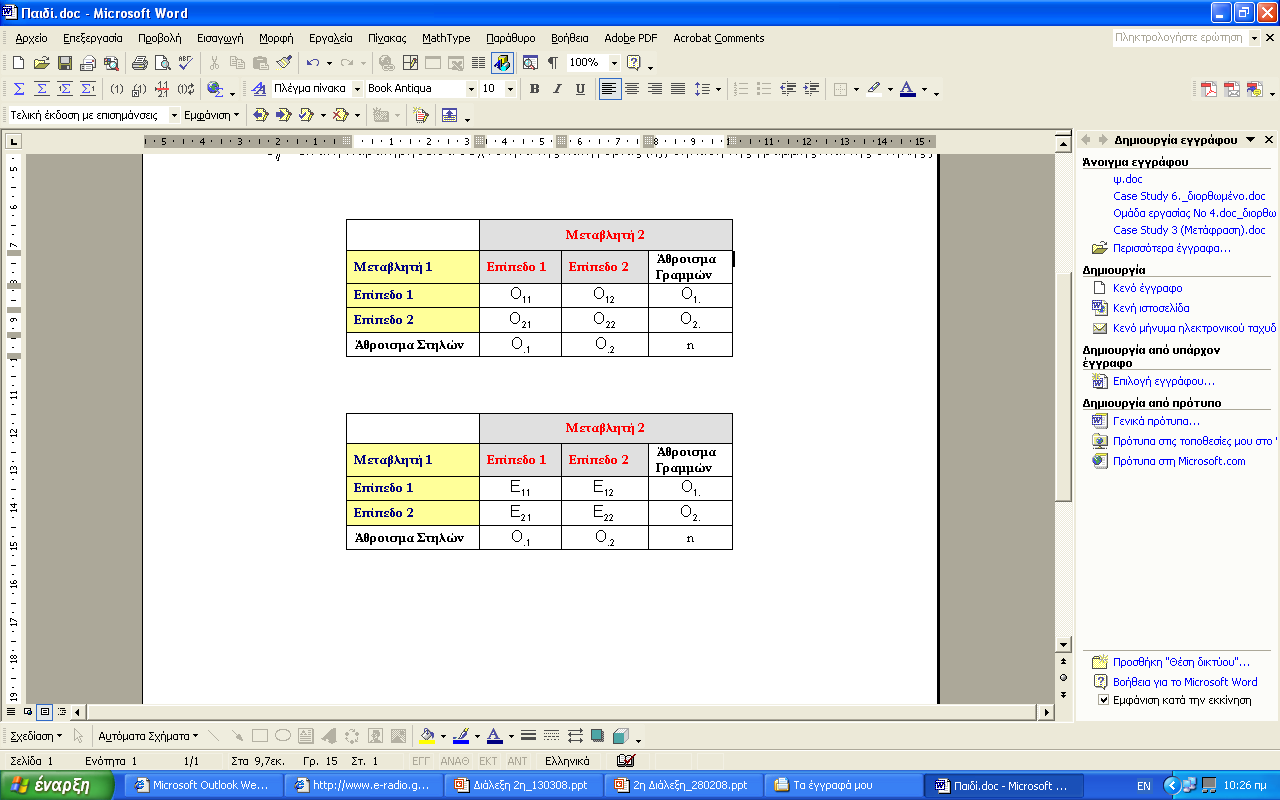 Παιδί.doc - Microsoft Word
Αρχείο Επεξεργασία Προβολή Εισαγωγή Μορφή Εργαλεία Πίνακας MathType Παράθυρο Βοήθεια Adobe PDF Acrobat Comments Πληκτρολογήστε ερώτηση
100%
Πλέγμα πίνακα Book Antiqua 10
Τελική έκδοση με επισημάνσεις Εμφάνιση
Δημιουργία εγγράφου
Άνοιγμα εγγράφου
ψ.doc
Case Study 6._διορθωμένο.doc
Ομάδα εργασίας Νο 4.doc_διορθω
Case Study 3 (Μετάφραση).doc
Περισσότερα έγγραφα...
Δημιουργία
Κενό έγγραφο
Κενή ιστοσελίδα
Κενό μήνυμα ηλεκτρονικού ταχυδ
Δημιουργία από υπάρχον
έγγραφο
Επιλογή εγγράφου...
Δημιουργία από πρότυπο
Γενικά πρότυπα...
Πρότυπα στις τοποθεσίες μου στο
Πρότυπα στη Microsoft.com
Προσθήκη "Θέση δικτύου"...
Βοήθεια για το Microsoft Word
Εμφάνιση κατά την εκκίνηση
Μεταβλητή 2
Μεταβλητή 1 Επίπεδο 1 Επίπεδο 2 Άθροισμα Γραμμών
Επίπεδο 1 O11 O12 O1.
Επίπεδο 2 O21 O22 O2.
Άθροισμα Στηλών O.1 O.2 n
Μεταβλητή 2
Μεταβλητή 1 Επίπεδο 1 Επίπεδο 2 Άθροισμα Γραμμών
Επίπεδο 1 E11 E12 O1.
Επίπεδο 2 E21 E22 O2.
Άθροισμα Στηλών O.1 O.2 n
Σχεδίαση Αυτόματα Σχήματα
Σελίδα 1 Ενότητα 1 1/1 Στα 9,7εκ. Γρ. 15 Στ. 1 ΕΓΓ ΑΝΑΘ ΕΚΤ ΑΝΤ Ελληνικά
έναρξη Microsoft Outlook We... http://www.e-radio.g... Διάλεξη 2η_130308.ppt 2η Διάλεξη_280208.ppt Τα έγγραφά μου Παιδί.doc - Microsoft ... EN 10:26 πμ